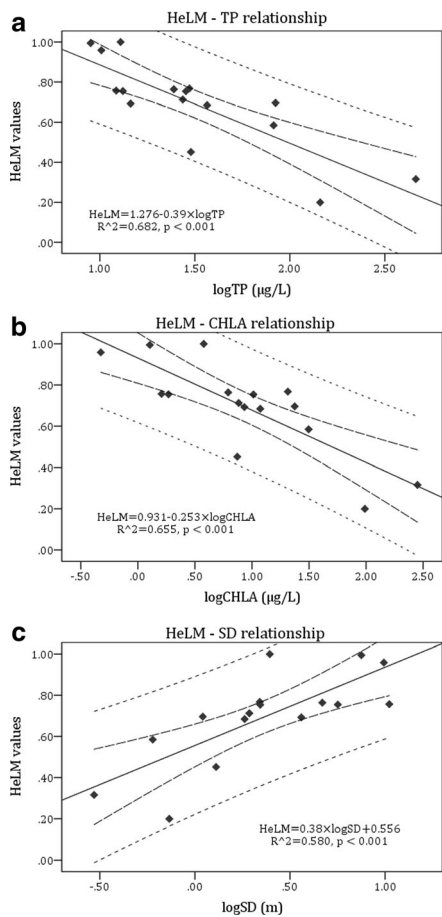 a
HeLM - TP relationship
1.00
.80
.60
.40
.20
.00
HeLM values
HeLM=1.276-0.39×logTP
R^2=0.682, p < 0.001
1.00 1.50 2.00 2.50
logTP (µg/L)
b
HeLM - CHLA relationship
1.00
.80
.60
.40
.20
.00
HeLM values
HeLM=0.931-0.253×logCHLA
R^2=0.655, p < 0.001
-.50 .00 .50 1.00 1.50 2.00 2.50
logCHLA (µg/L)
c
HeLM - SD relationship
1.00
.80
.60
.40
.20
.00
HeLM values
HeLM=0.38×logSD+0.556
R^2=0.580, p < 0.001
-.50 .00 .50 1.00
logSD (m)